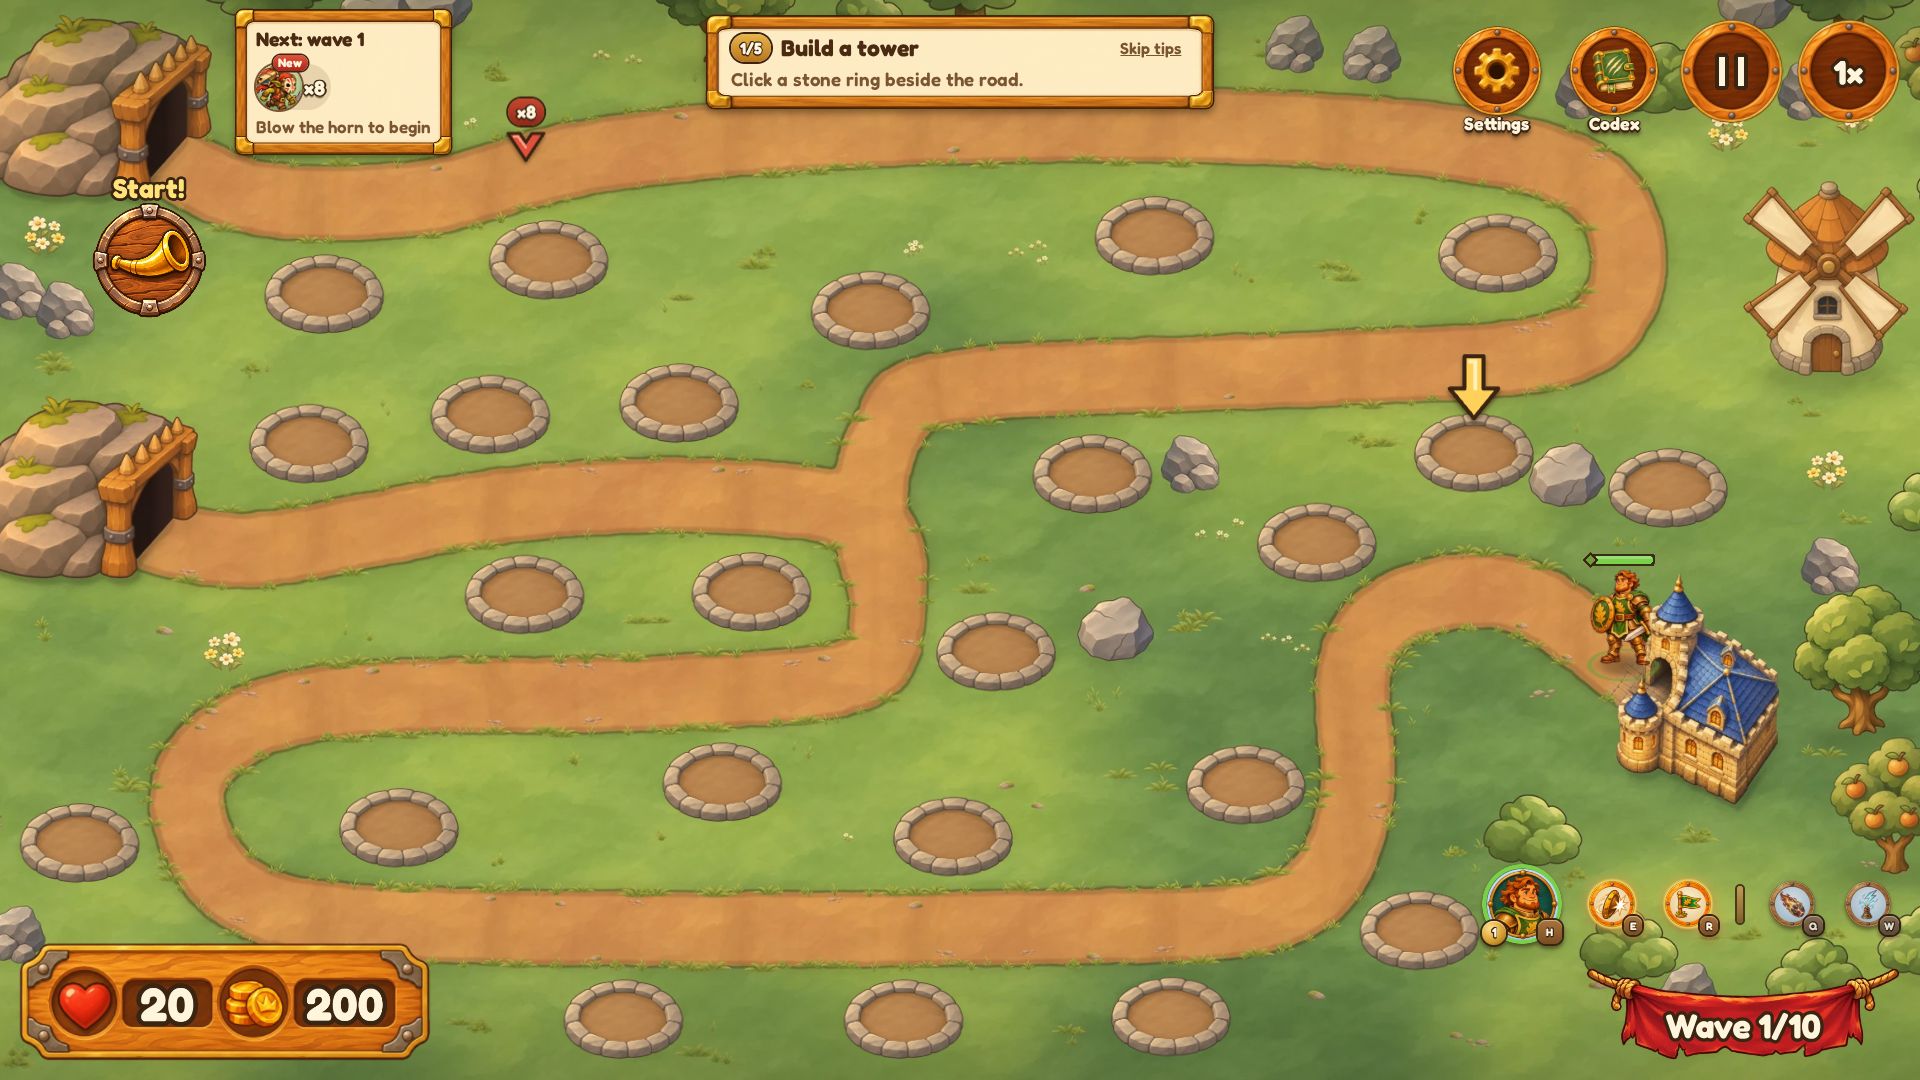 Next: wave 1
New
x8
Blow the horn to begin
x8
1/5 Build a tower
Skip tips
Click a stone ring beside the road.
Settings
Codex
1x
Start!
1
H
E
R
Q
W
20
200
Wave 1/10